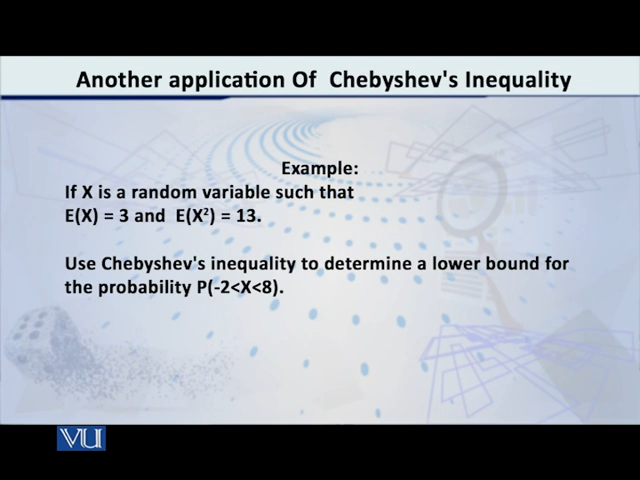 Another application Of Chebyshev's Inequality
Example:
If X is a random variable such that
E(X) = 3 and E(X²) = 13.
Use Chebyshev's inequality to determine a lower bound for
the probability P(-2<X<8).
VU